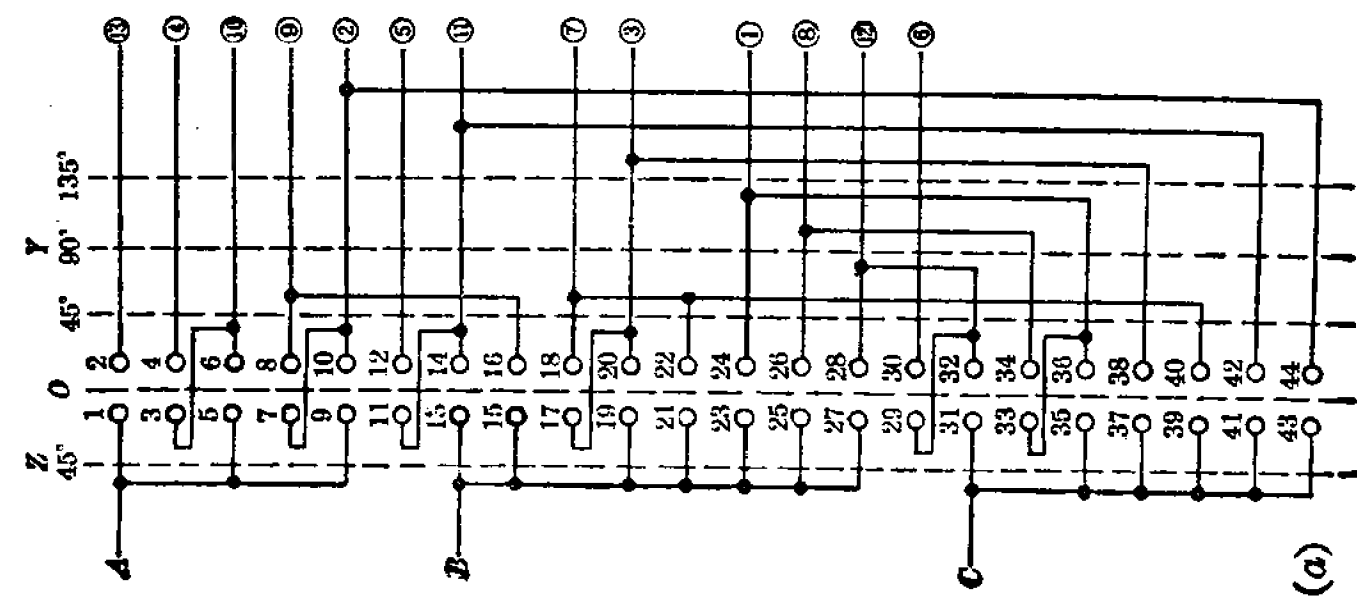 ⑬ ④ ⑩ ⑨ ② ⑤ ⑪ ⑦ ③ ① ⑧ ⑫ ⑥
Z O Y
45° 45° 90° 135°
2 4 6 8 10 12 14 16 18 20 22 24 26 28 30 32 34 36 38 40 42 44
1 3 5 7 9 11 13 15 17 19 21 23 25 27 29 31 33 35 37 39 41 43
A B C
(a)